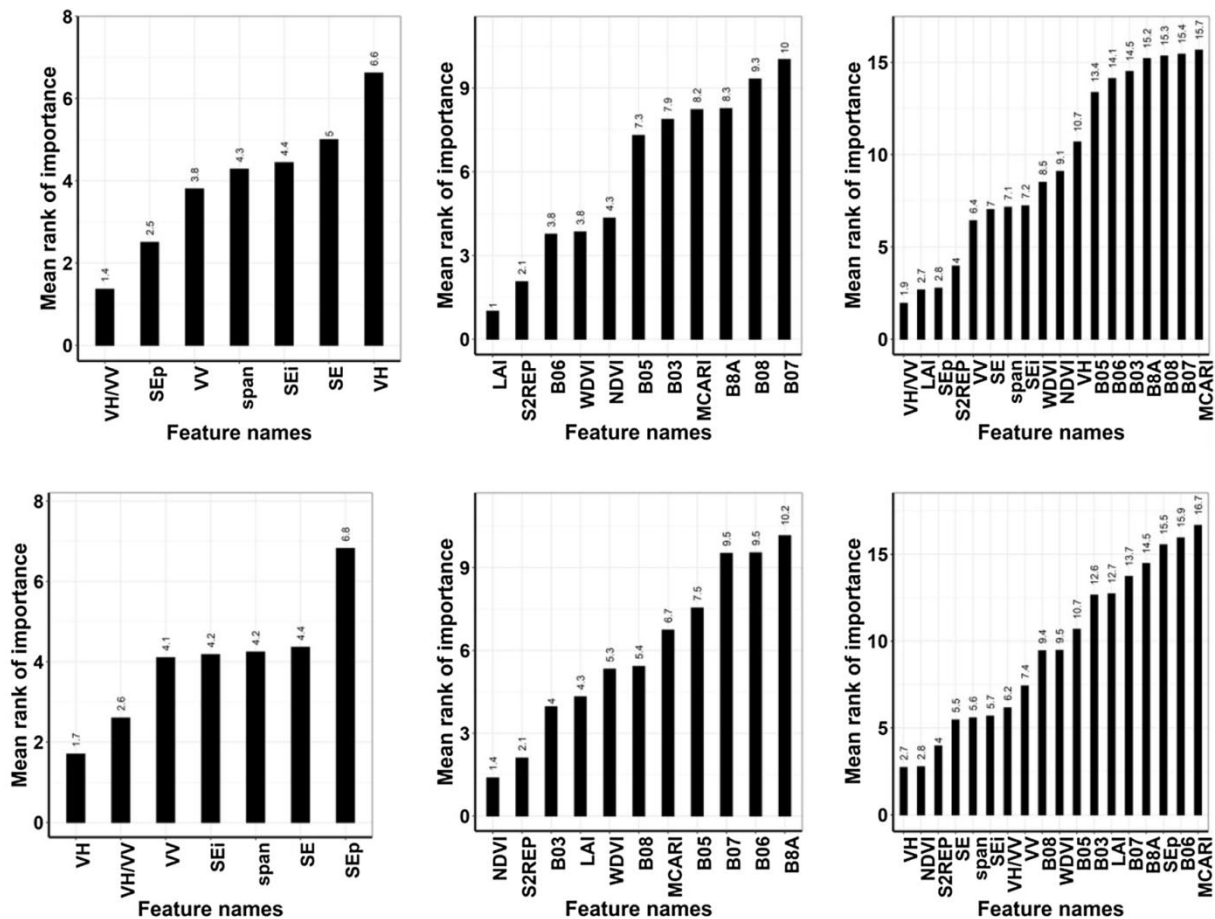 Mean rank of importance
8
6
4
2
0
1.4
2.5
3.8
4.3
4.4
5
6.6
VH/VV
SEp
VV
span
SEi
SE
VH
Feature names
Mean rank of importance
9
6
3
0
1
2.1
3.8
3.8
4.3
7.3
7.9
8.2
8.3
9.3
10
LAI
S2REP
B06
WDVI
NDVI
B05
B03
MCARI
B8A
B08
B07
Feature names
Mean rank of importance
15
10
5
0
1.9
2.7
2.8
4
6.4
7
7.1
7.2
8.5
9.1
10.7
13.4
14.1
14.5
15.2
15.3
15.4
15.7
VH/VV
LAI
SEp
S2REP
VV
SE
span
SEi
WDVI
NDVI
VH
B05
B06
B03
B8A
B08
B07
MCARI
Feature names
Mean rank of importance
8
6
4
2
0
1.7
2.6
4.1
4.2
4.2
4.4
6.8
VH
VH/VV
VV
SEi
span
SE
SEp
Feature names
Mean rank of importance
9
6
3
0
1.4
2.1
4
4.3
5.3
5.4
6.7
7.5
9.5
9.5
10.2
NDVI
S2REP
B03
LAI
WDVI
B08
MCARI
B05
B07
B06
B8A
Feature names
Mean rank of importance
15
10
5
0
2.7
2.8
4
5.5
5.6
5.7
6.2
7.4
9.4
9.5
10.7
12.6
12.7
13.7
14.5
15.5
15.9
16.7
VH
NDVI
S2REP
SE
span
SEi
VH/VV
VV
B08
WDVI
B05
B03
LAI
B07
B8A
SEp
B06
MCARI
Feature names